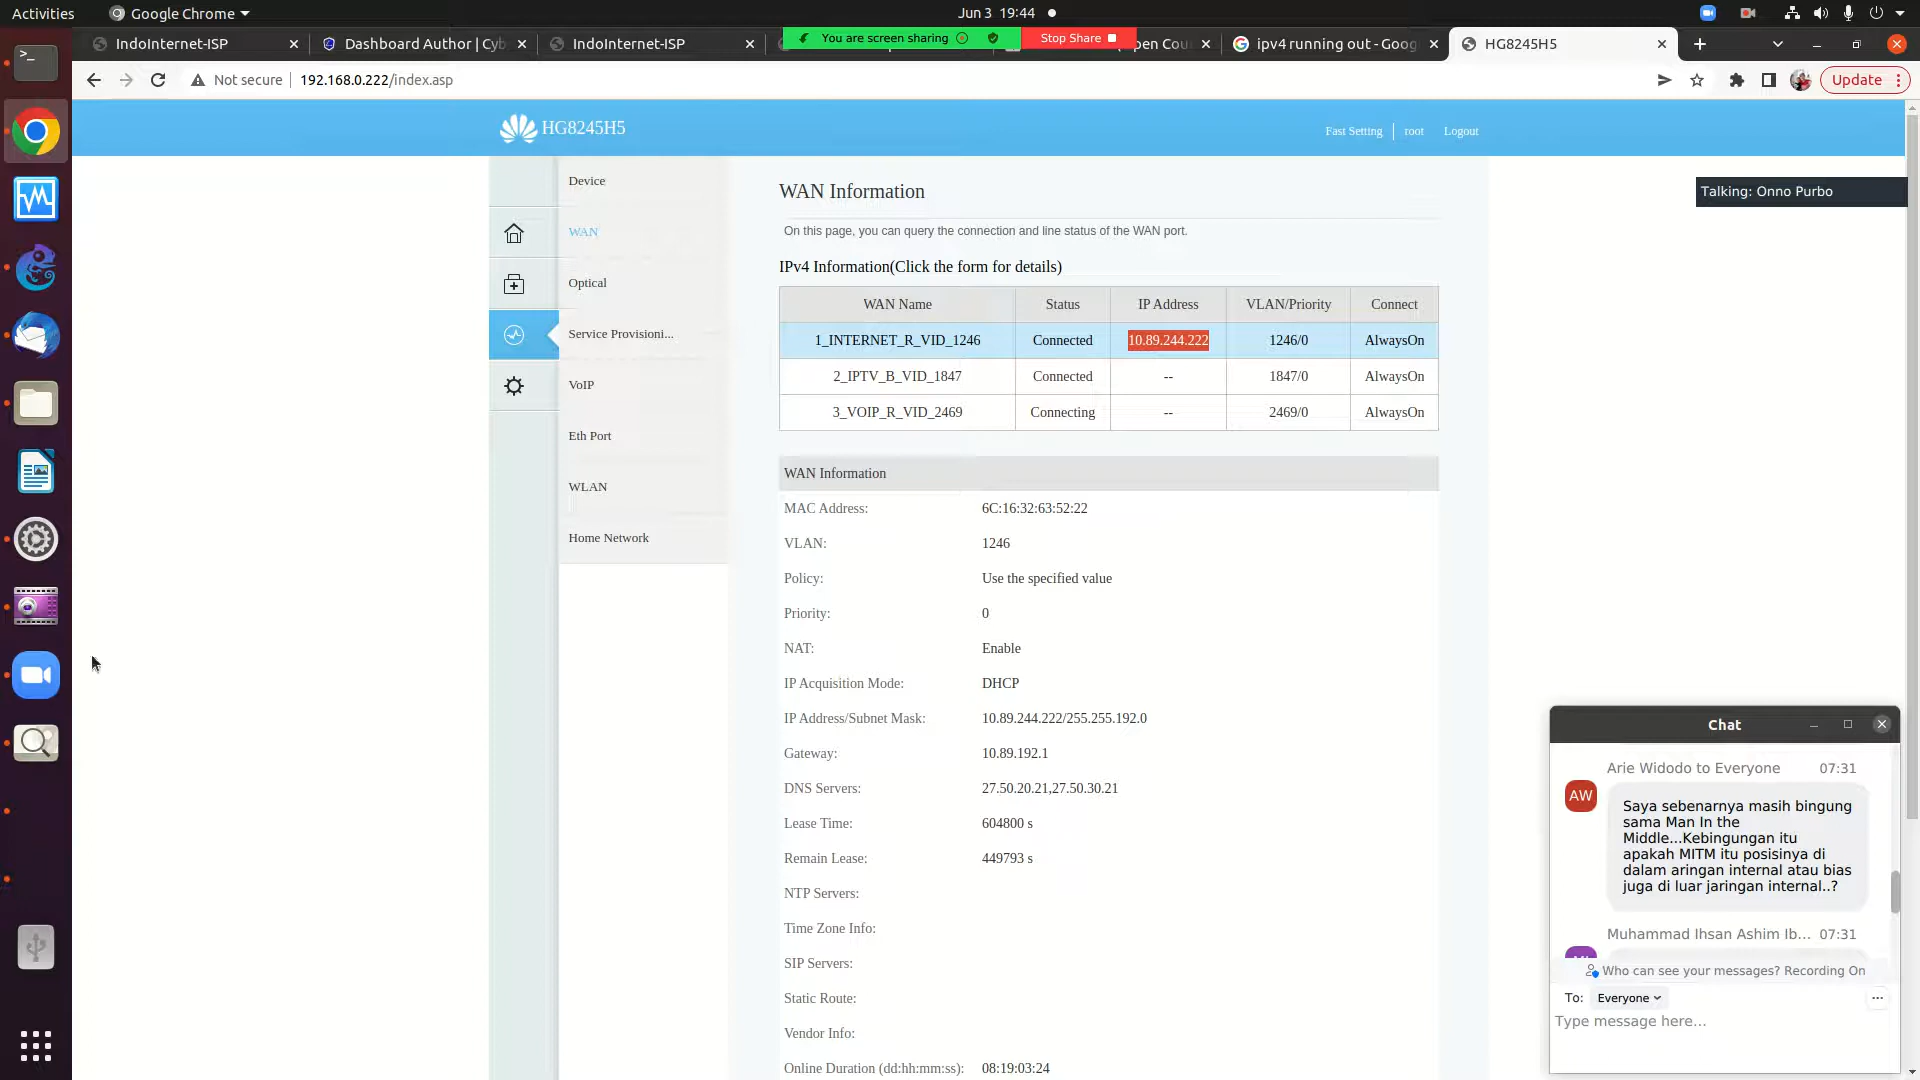 Activities
Google Chrome
Jun 3 19:44
IndoInternet-ISP
Dashboard Author | Cyb
IndoInternet-ISP
You are screen sharing
Stop Share
pen Cou
ipv4 running out - Goog
HG8245H5
Not secure
192.168.0.222/index.asp
Update
HG8245H5
Fast Setting
root
Logout
Talking: Onno Purbo
Device
WAN
Optical
Service Provisioni...
VoIP
Eth Port
WLAN
Home Network
WAN Information
On this page, you can query the connection and line status of the WAN port.
IPv4 Information(Click the form for details)
WAN Name Status IP Address VLAN/Priority Connect
1_INTERNET_R_VID_1246 Connected 10.89.244.222 1246/0 AlwaysOn
2_IPTV_B_VID_1847 Connected -- 1847/0 AlwaysOn
3_VOIP_R_VID_2469 Connecting -- 2469/0 AlwaysOn
WAN Information
MAC Address: 6C:16:32:63:52:22
VLAN: 1246
Policy: Use the specified value
Priority: 0
NAT: Enable
IP Acquisition Mode: DHCP
IP Address/Subnet Mask: 10.89.244.222/255.255.192.0
Gateway: 10.89.192.1
DNS Servers: 27.50.20.21,27.50.30.21
Lease Time: 604800 s
Remain Lease: 449793 s
NTP Servers:
Time Zone Info:
SIP Servers:
Static Route:
Vendor Info:
Online Duration (dd:hh:mm:ss): 08:19:03:24
Chat
Arie Widodo to Everyone 07:31
AW
Saya sebenarnya masih bingung
sama Man In the
Middle...Kebingungan itu
apakah MITM itu posisinya di
dalam aringan internal atau bias
juga di luar jaringan internal..?
Muhammad Ihsan Ashim Ib... 07:31
Who can see your messages? Recording On
To: Everyone
Type message here...